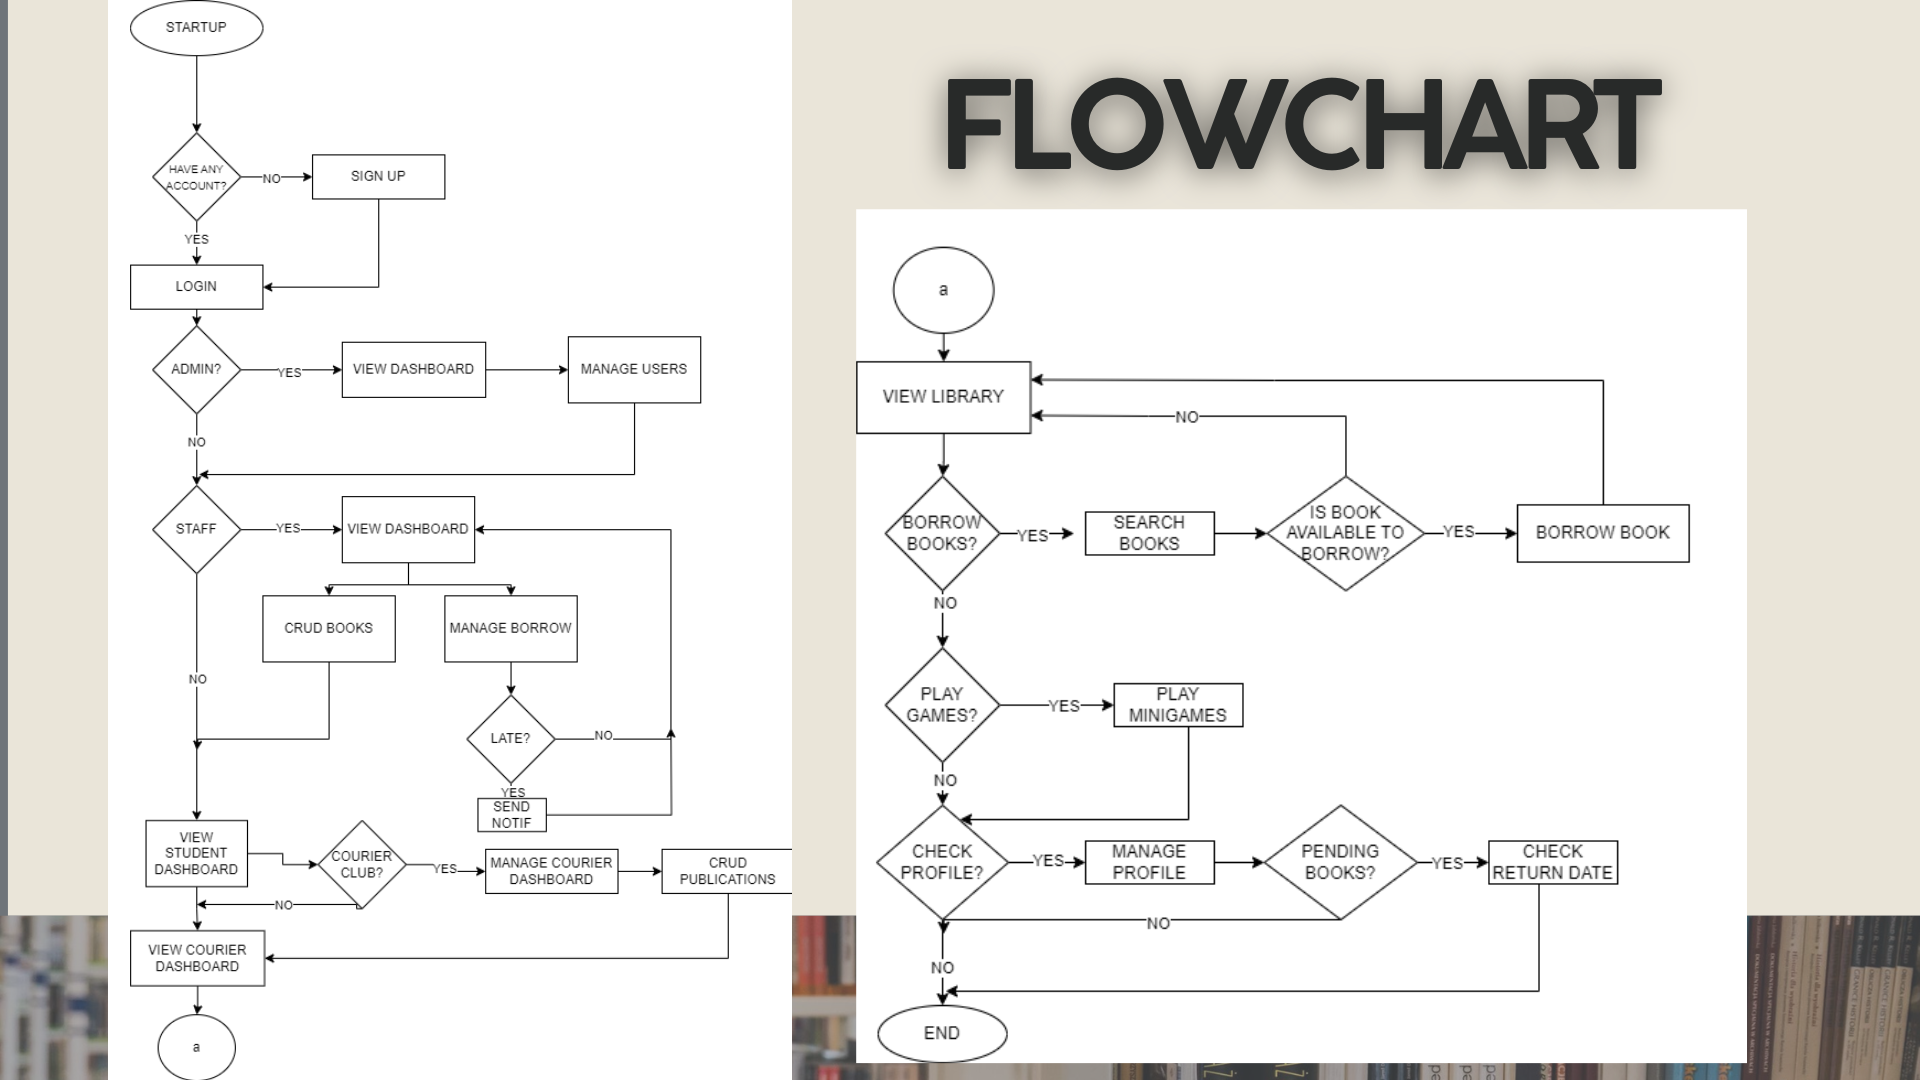 STARTUP
HAVE ANY
ACCOUNT?
NO
SIGN UP
YES
LOGIN
ADMIN?
YES
VIEW DASHBOARD
MANAGE USERS
NO
STAFF
YES
VIEW DASHBOARD
CRUD BOOKS
MANAGE BORROW
NO
LATE?
NO
YES
SEND
NOTIF
VIEW
STUDENT
DASHBOARD
COURIER
CLUB?
YES
MANAGE COURIER
DASHBOARD
CRUD
PUBLICATIONS
NO
VIEW COURIER
DASHBOARD
a
FLOWCHART
a
VIEW LIBRARY
NO
BORROW
BOOKS?
YES
SEARCH
BOOKS
IS BOOK
AVAILABLE TO
BORROW?
YES
BORROW BOOK
NO
PLAY
GAMES?
YES
PLAY
MINIGAMES
NO
CHECK
PROFILE?
YES
MANAGE
PROFILE
PENDING
BOOKS?
YES
CHECK
RETURN DATE
NO
NO
END